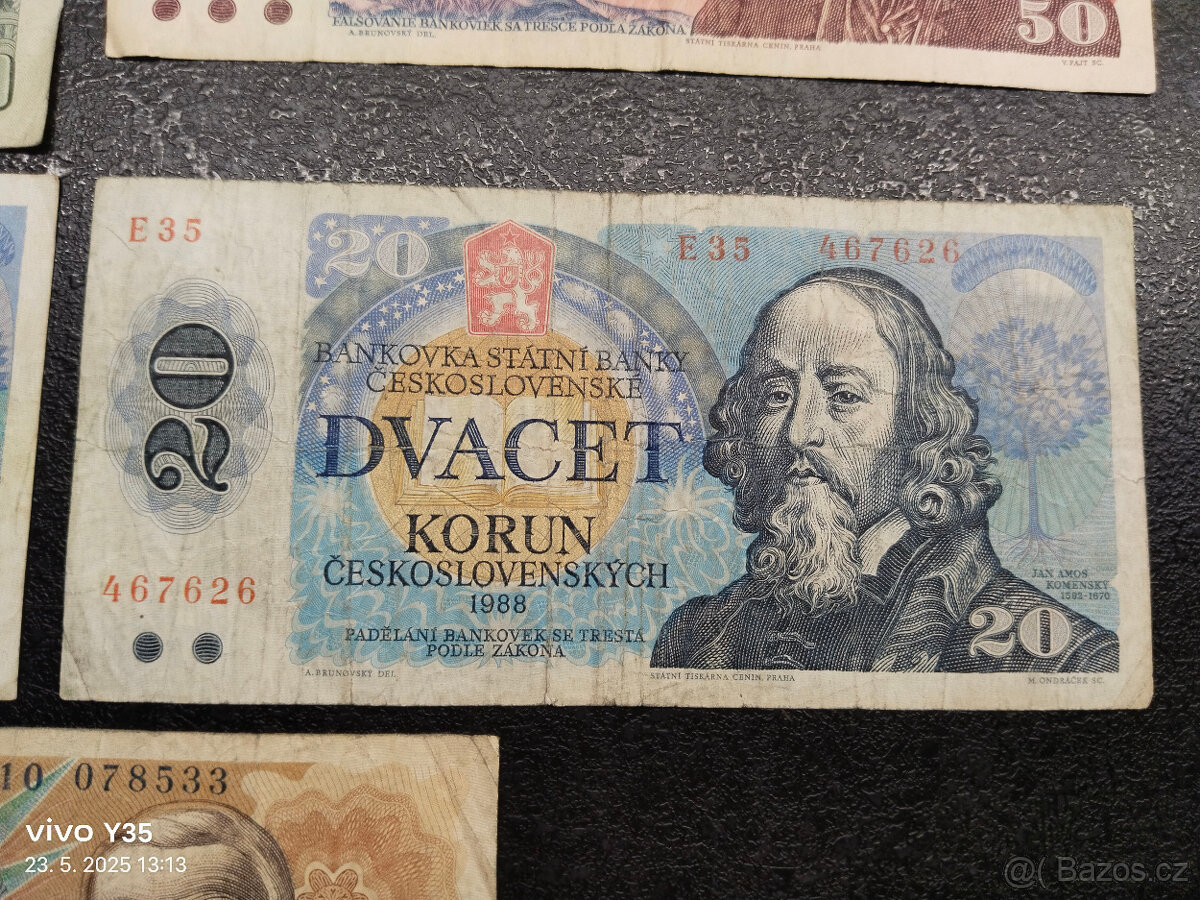 50
FALŠOVANIE BANKOVIEK SA TRESCE PODĽA ZÁKONA
A. BRUNOVSKÝ DEL.
STÁTNÍ TISKÁRNA CENIN, PRAHA
V. FAJT SC.
E 35
20
E 35 467626
BANKOVKA STÁTNÍ BANKY
ČESKOSLOVENSKÉ
DVACET
20
KORUN
ČESKOSLOVENSKÝCH
1988
467626
JAN AMOS
KOMENSKÝ
1592-1670
20
PADĚLÁNÍ BANKOVEK SE TRESTÁ
PODLE ZÁKONA
A. BRUNOVSKÝ DEL.
STÁTNÍ TISKÁRNA CENIN, PRAHA
M. ONDRÁČEK SC.
10 078533
vivo Y35
23. 5. 2025 13:13
@( Bazos.cz